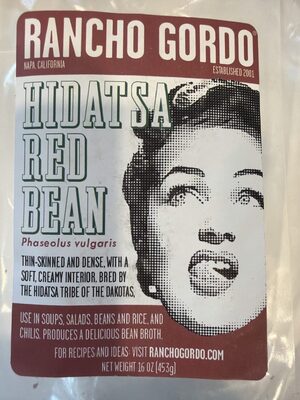 RANCHO GORDO®
NAPA, CALIFORNIA ESTABLISHED 2001
HIDATSA
RED
BEAN
Phaseolus vulgaris
THIN-SKINNED AND DENSE, WITH A
SOFT, CREAMY INTERIOR. BRED BY
THE HIDATSA TRIBE OF THE DAKOTAS.
USE IN SOUPS, SALADS, BEANS AND RICE, AND
CHILIS. PRODUCES A DELICIOUS BEAN BROTH.
FOR RECIPES AND IDEAS: VISIT RANCHOGORDO.COM
NET WEIGHT 16 OZ (453g)